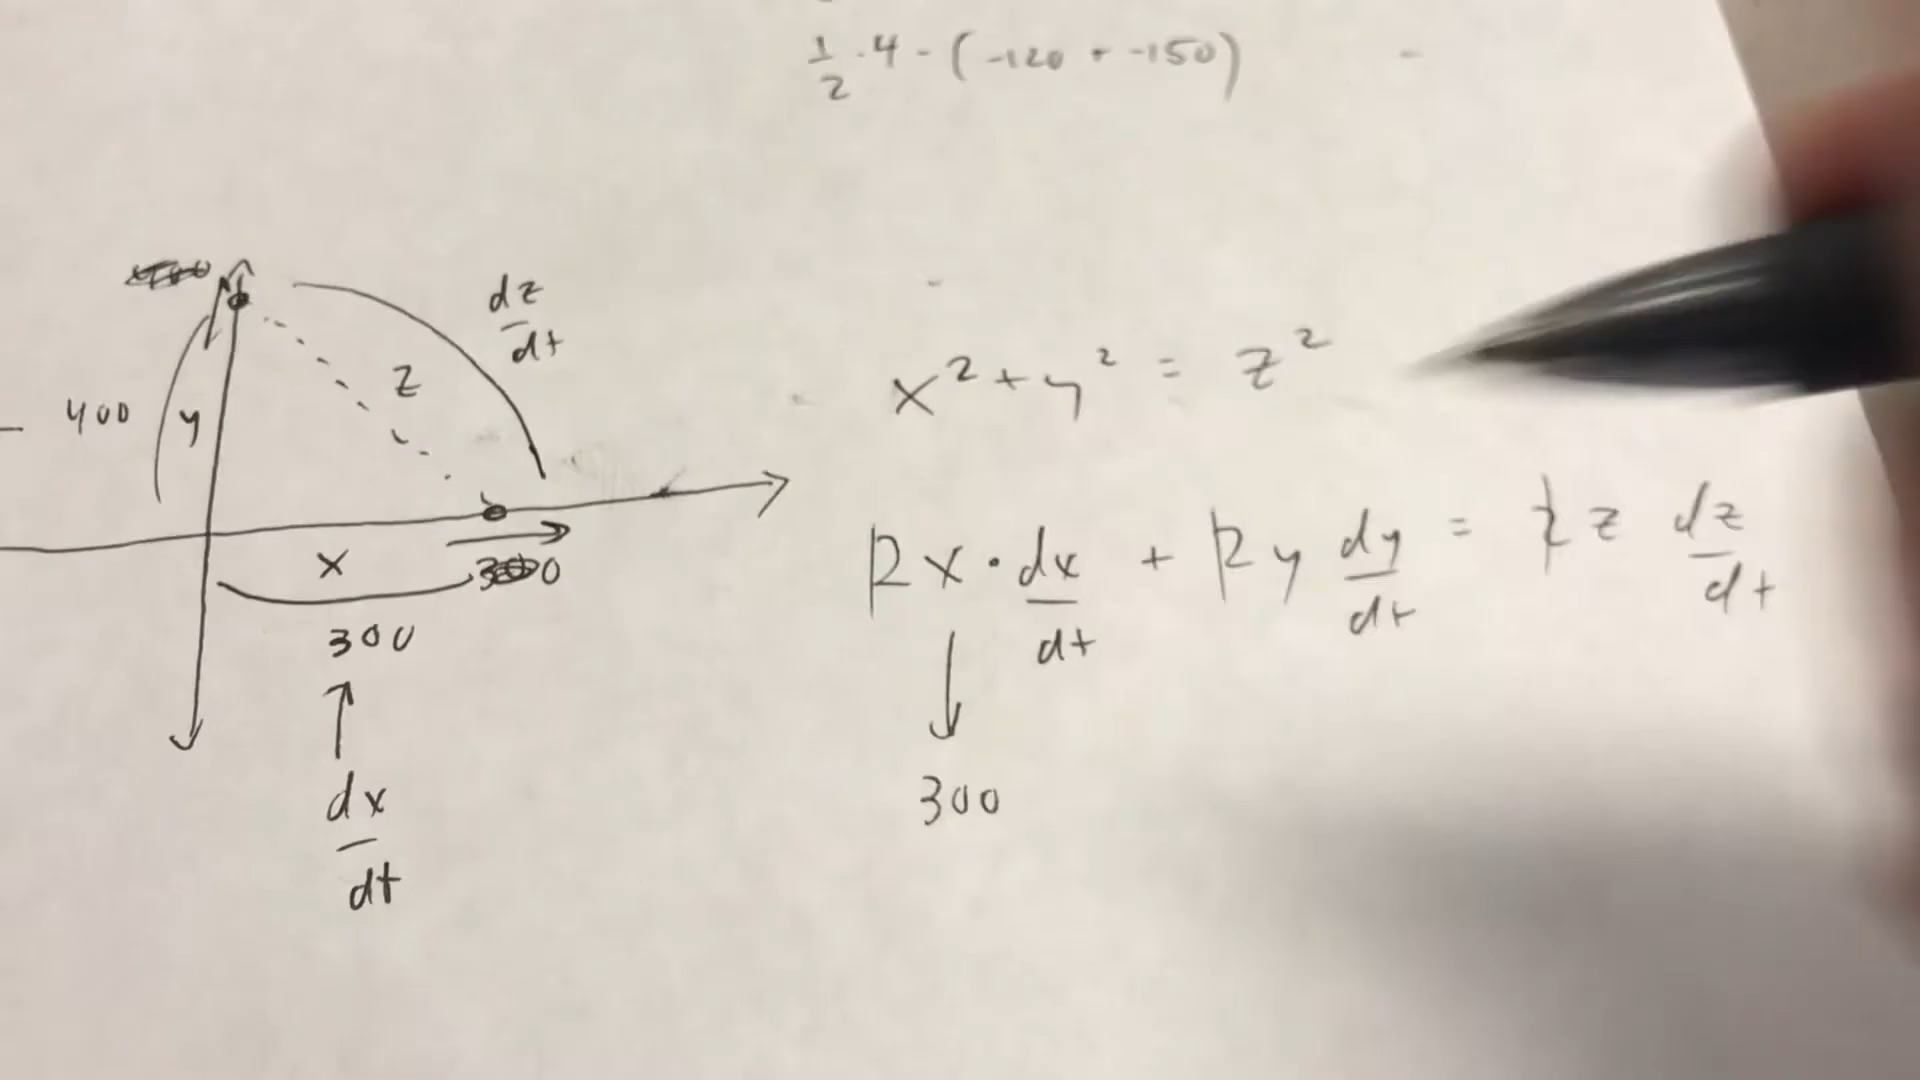 1/2 · 4 - (-120 + -150)
dz/dt
z
400
y
x² + y² = z²
2x · dx/dt + 2y dy/dt = 2z dz/dt
x
300
300
dx/dt